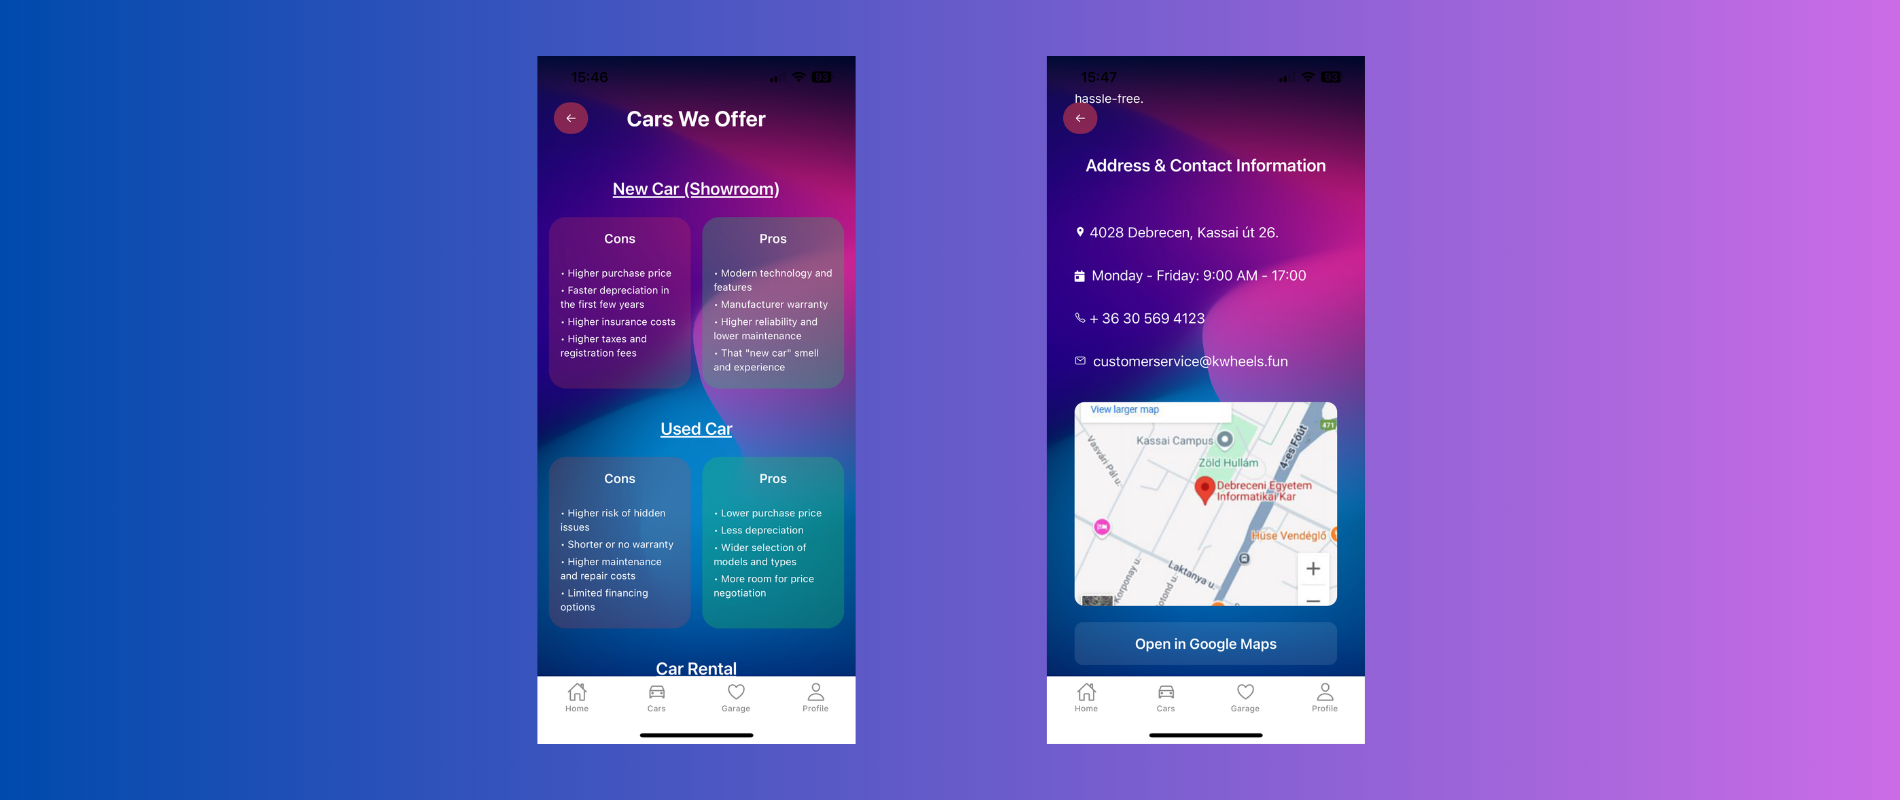 15:46
93
Cars We Offer
New Car (Showroom)
Cons
• Higher purchase price
• Faster depreciation in
the first few years
• Higher insurance costs
• Higher taxes and
registration fees
Pros
• Modern technology and
features
• Manufacturer warranty
• Higher reliability and
lower maintenance
• That "new car" smell
and experience
Used Car
Cons
• Higher risk of hidden
issues
• Shorter or no warranty
• Higher maintenance
and repair costs
• Limited financing
options
Pros
• Lower purchase price
• Less depreciation
• Wider selection of
models and types
• More room for price
negotiation
Car Rental
Home
Cars
Garage
Profile
15:47
93
hassle-free.
Address & Contact Information
4028 Debrecen, Kassai út 26.
Monday - Friday: 9:00 AM - 17:00
+ 36 30 569 4123
customerservice@kwheels.fun
View larger map
471
Kassai Campus
4-es Főút
Vasvári Pál u.
Zöld Hullám
Debreceni Egyetem
Informatikai Kar
Huse Vendéglő
Laktanya u.
Korponay u.
otond u.
Open in Google Maps
Home
Cars
Garage
Profile